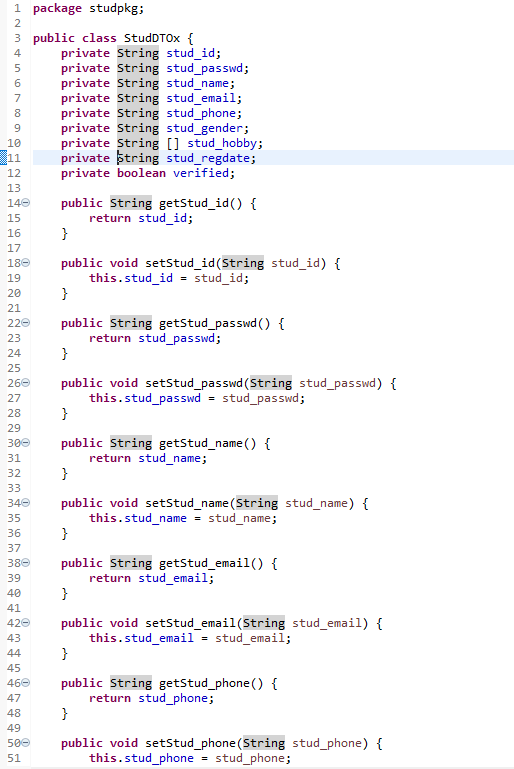 1 package studpkg;
2
3 public class StudDTOx {
4 private String stud_id;
5 private String stud_passwd;
6 private String stud_name;
7 private String stud_email;
8 private String stud_phone;
9 private String stud_gender;
10 private String [] stud_hobby;
11 private String stud_regdate;
12 private boolean verified;
13
14 public String getStud_id() {
15 return stud_id;
16 }
17
18 public void setStud_id(String stud_id) {
19 this.stud_id = stud_id;
20 }
21
22 public String getStud_passwd() {
23 return stud_passwd;
24 }
25
26 public void setStud_passwd(String stud_passwd) {
27 this.stud_passwd = stud_passwd;
28 }
29
30 public String getStud_name() {
31 return stud_name;
32 }
33
34 public void setStud_name(String stud_name) {
35 this.stud_name = stud_name;
36 }
37
38 public String getStud_email() {
39 return stud_email;
40 }
41
42 public void setStud_email(String stud_email) {
43 this.stud_email = stud_email;
44 }
45
46 public String getStud_phone() {
47 return stud_phone;
48 }
49
50 public void setStud_phone(String stud_phone) {
51 this.stud_phone = stud_phone;